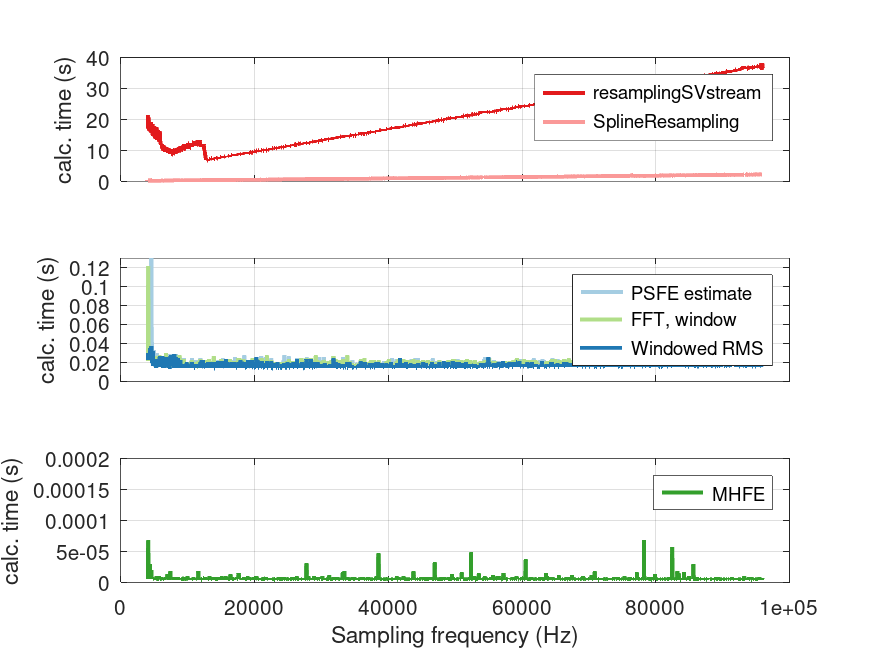 calc. time (s)
40
30
20
10
0
resamplingSVstream
SplineResampling
calc. time (s)
0.12
0.1
0.08
0.06
0.04
0.02
0
PSFE estimate
FFT, window
Windowed RMS
calc. time (s)
0.0002
0.00015
0.0001
5e-05
0
MHFE
0 20000 40000 60000 80000 1e+05
Sampling frequency (Hz)